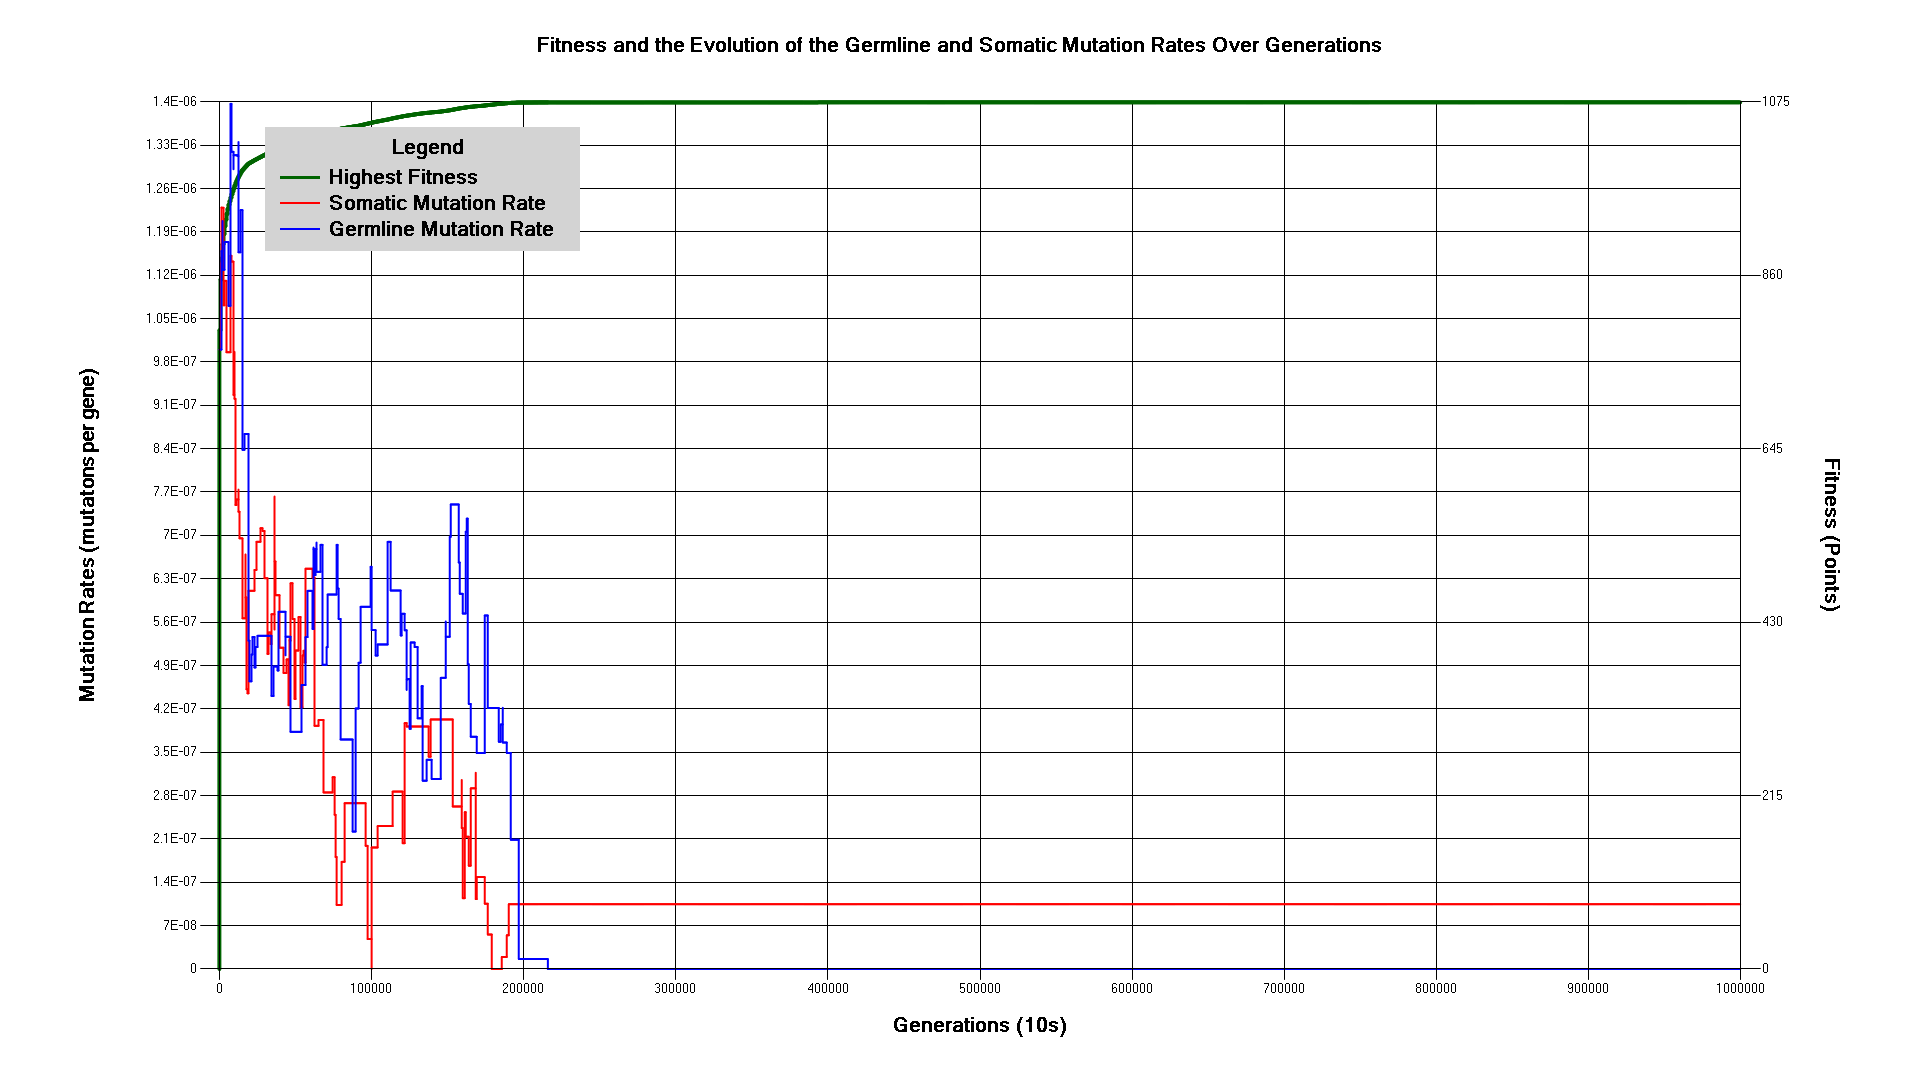 Fitness and the Evolution of the Germline and Somatic Mutation Rates Over Generations
Legend
Highest Fitness
Somatic Mutation Rate
Germline Mutation Rate
Mutation Rates (mutatons per gene)
1.4E-06
1.33E-06
1.26E-06
1.19E-06
1.12E-06
1.05E-06
9.8E-07
9.1E-07
8.4E-07
7.7E-07
7E-07
6.3E-07
5.6E-07
4.9E-07
4.2E-07
3.5E-07
2.8E-07
2.1E-07
1.4E-07
7E-08
0
1075
860
645
430
215
0
Fitness (Points)
0 100000 200000 300000 400000 500000 600000 700000 800000 900000 1000000
Generations (10s)